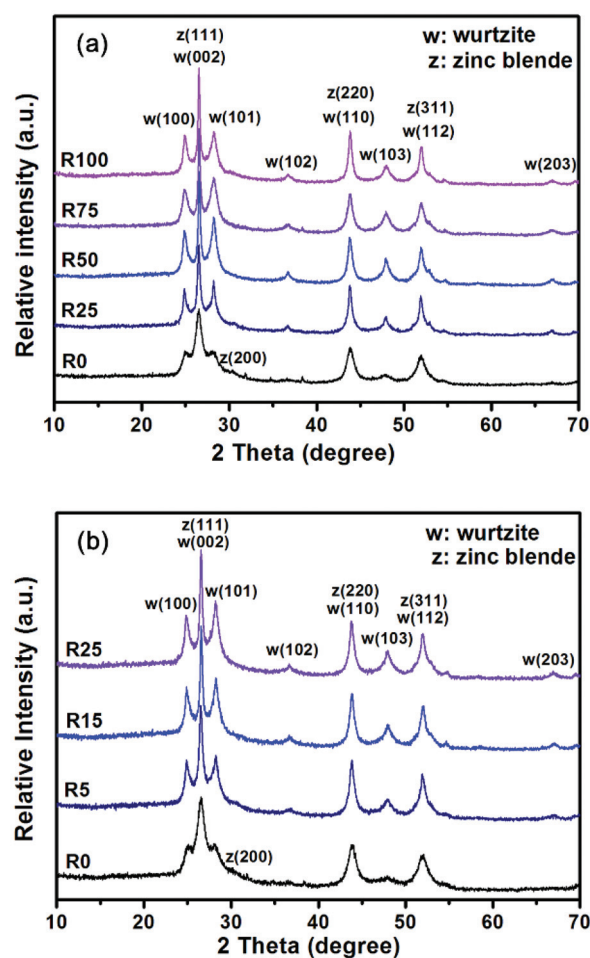 (a)
z(111)
w(002)
w: wurtzite
z: zinc blende
w(100)
w(101)
z(220)
w(110)
z(311)
w(112)
w(102)
w(103)
w(203)
R100
R75
R50
R25
R0
z(200)
Relative intensity (a.u.)
10 20 30 40 50 60 70
2 Theta (degree)
(b)
z(111)
w(002)
w: wurtzite
z: zinc blende
w(100)
w(101)
z(220)
w(110)
z(311)
w(112)
w(102)
w(103)
w(203)
R25
R15
R5
R0
z(200)
Relative Intensity (a.u.)
10 20 30 40 50 60 70
2 Theta (degree)